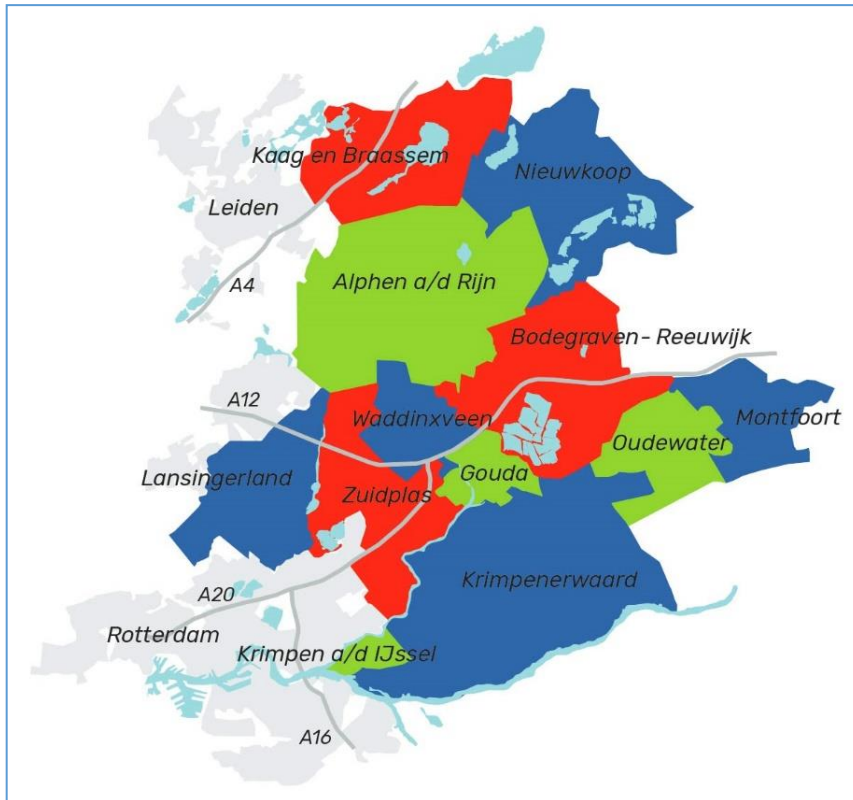 Kaag en Braassem
Nieuwkoop
Leiden
Alphen a/d Rijn
A4
Bodegraven- Reeuwijk
A12
Waddinxveen
Montfoort
Oudewater
Lansingerland
Gouda
Zuidplas
Krimpenerwaard
A20
Rotterdam
Krimpen a/d IJssel
A16